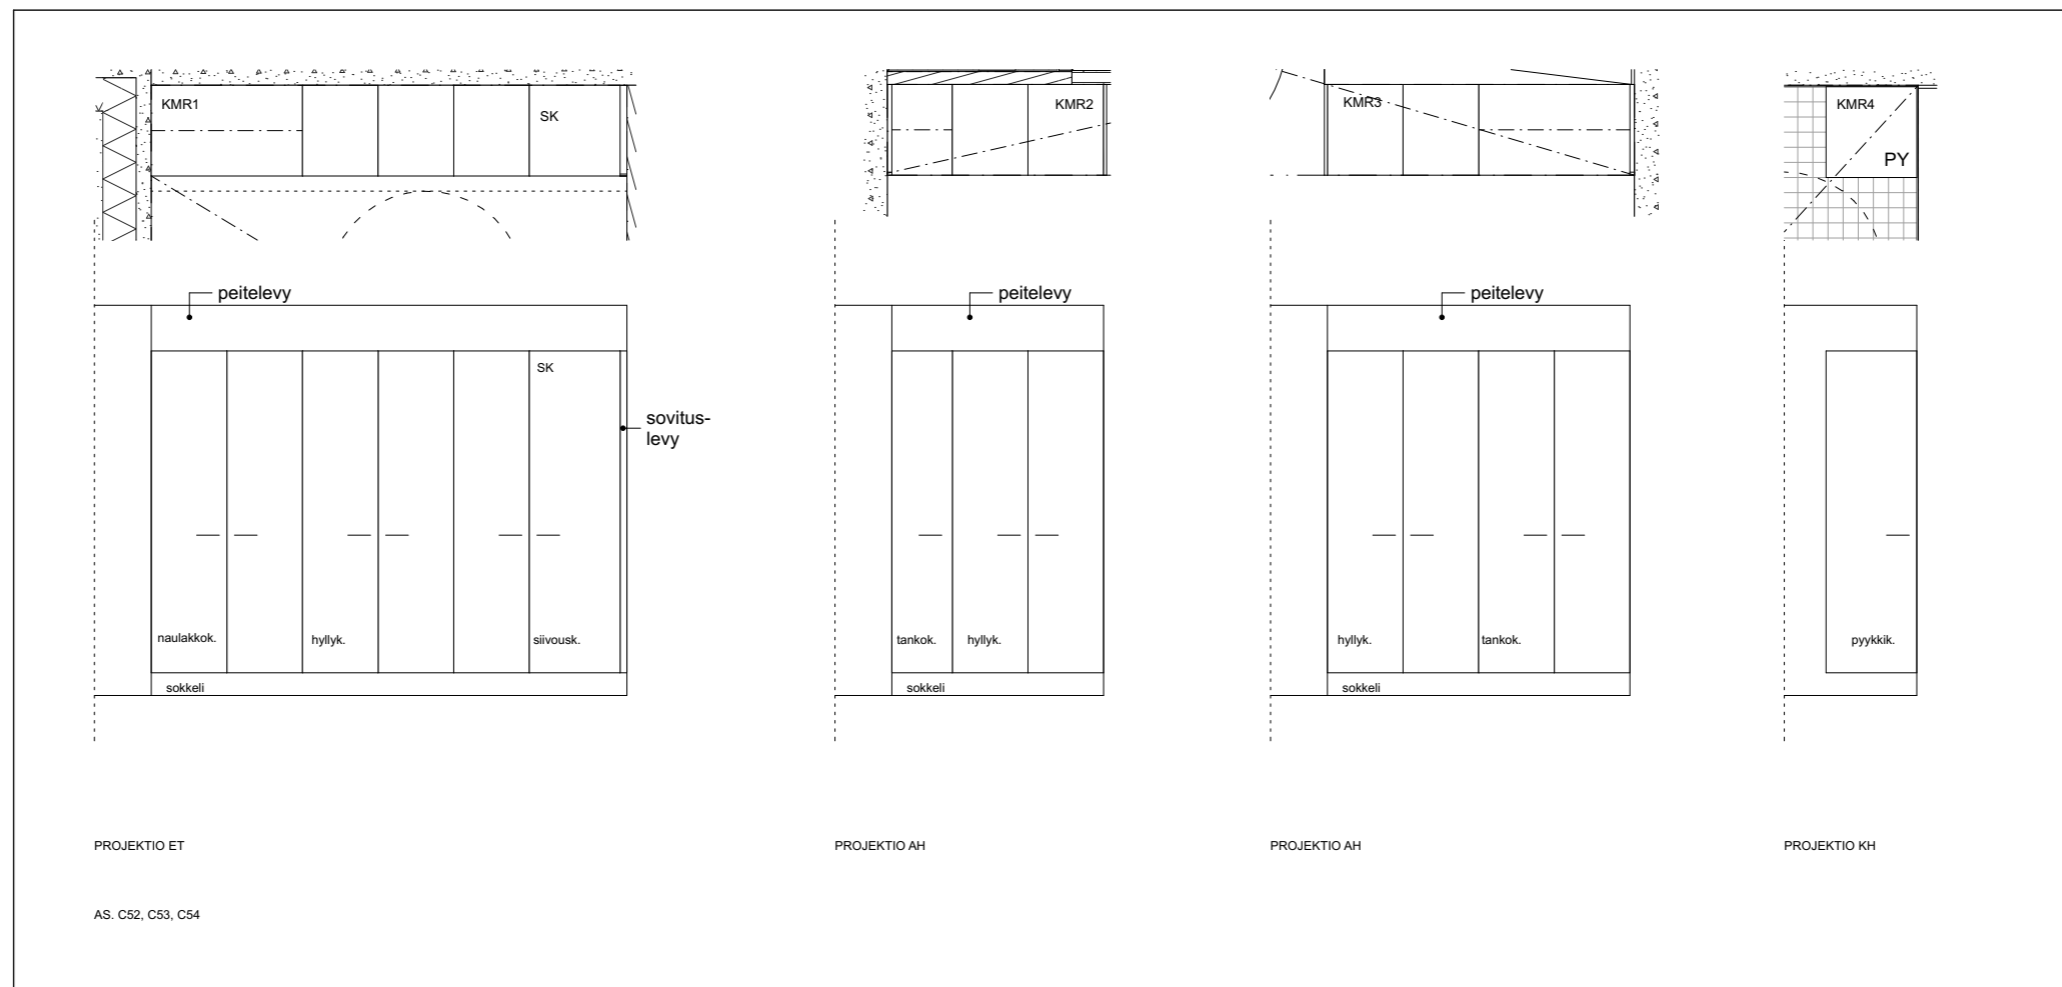 KMR1
SK
KMR2
KMR3
KMR4
PY
peitelevy
peitelevy
peitelevy
SK
sovitus-
levy
naulakkok.
hyllyk.
siivousk.
tankok.
hyllyk.
hyllyk.
tankok.
pyykkik.
sokkeli
sokkeli
sokkeli
PROJEKTIO ET
PROJEKTIO AH
PROJEKTIO AH
PROJEKTIO KH
AS. C52, C53, C54